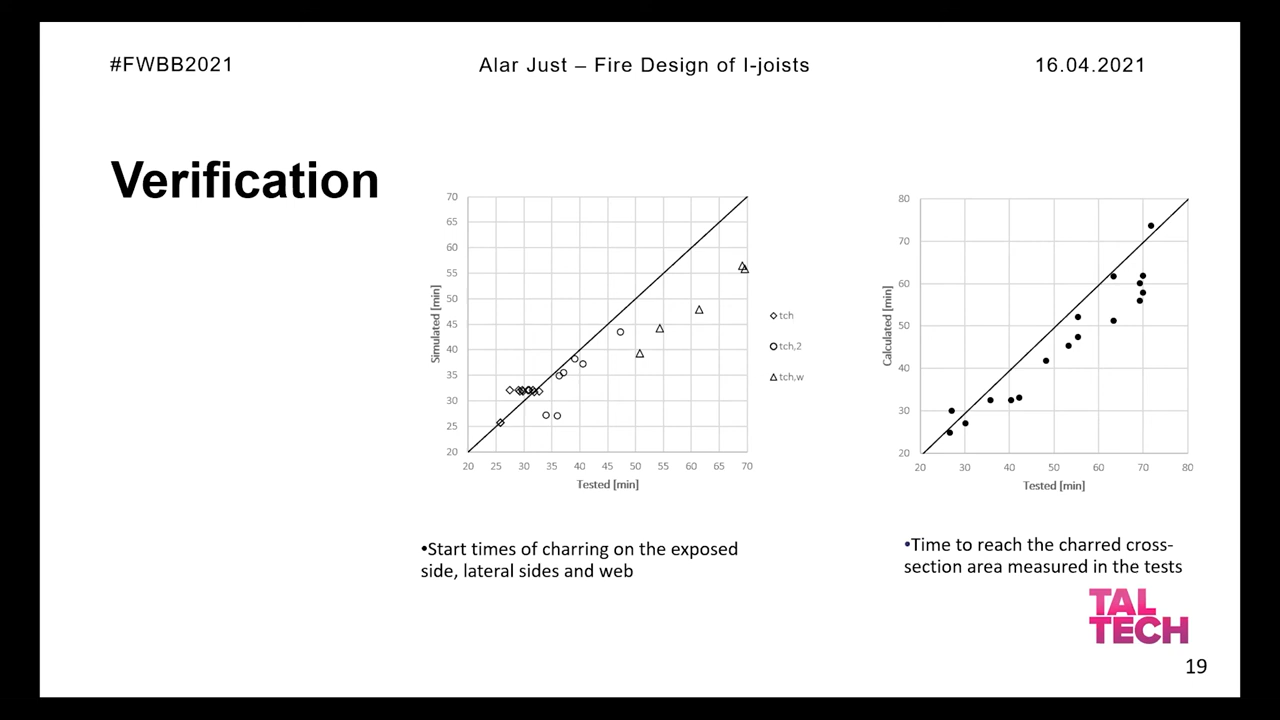 #FWBB2021
Alar Just – Fire Design of I-joists
16.04.2021
Verification
70
65
60
55
50
45
40
35
30
25
20
Simulated [min]
20 25 30 35 40 45 50 55 60 65 70
Tested [min]
tch
tch,2
tch,w
80
70
60
50
40
30
20
Calculated [min]
20 30 40 50 60 70 80
Tested [min]
•Start times of charring on the exposed
side, lateral sides and web
•Time to reach the charred cross-
section area measured in the tests
TAL
TECH
19